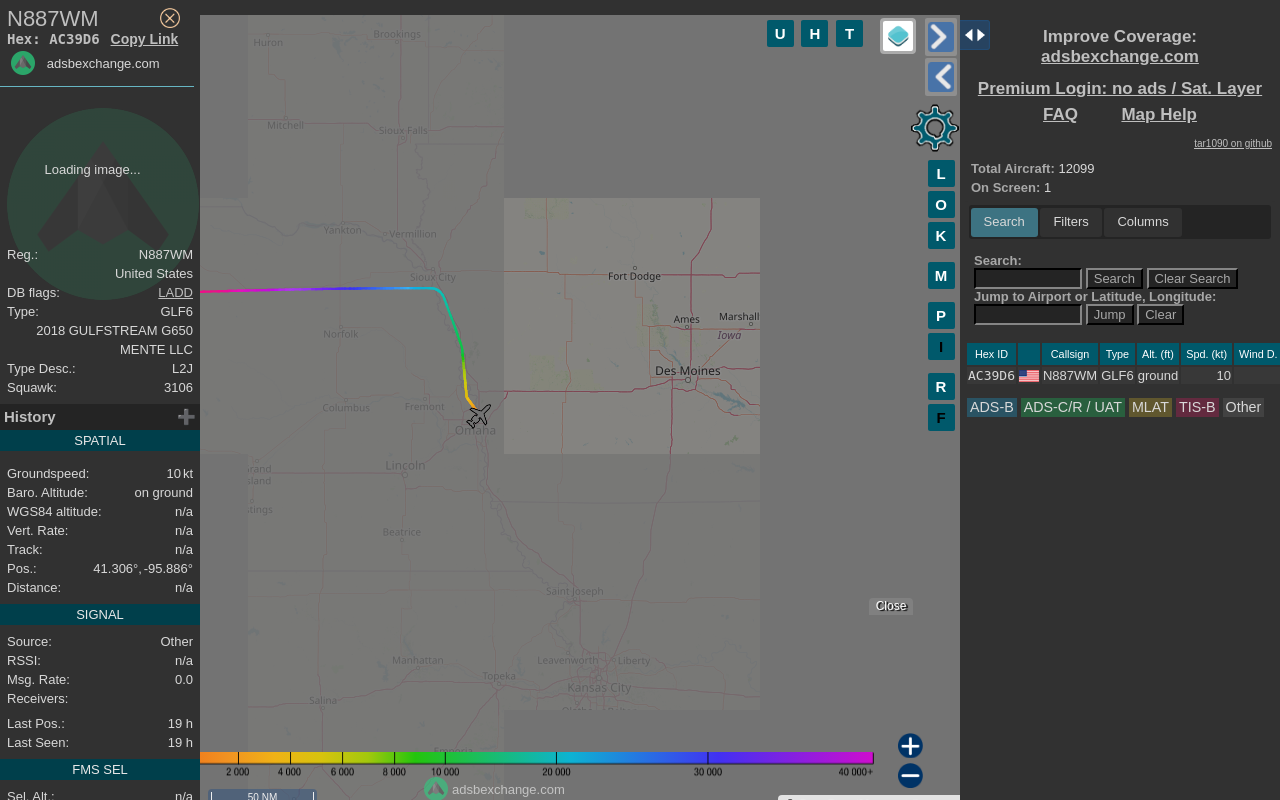 N887WM
Hex: AC39D6 Copy Link
adsbexchange.com
Loading image...
Reg.: N887WM
United States
DB flags: LADD
Type: GLF6
2018 GULFSTREAM G650
MENTE LLC
Type Desc.: L2J
Squawk: 3106
History
SPATIAL
Groundspeed: 10 kt
Baro. Altitude: on ground
WGS84 altitude: n/a
Vert. Rate: n/a
Track: n/a
Pos.: 41.306°, -95.886°
Distance: n/a
SIGNAL
Source: Other
RSSI: n/a
Msg. Rate: 0.0
Receivers:
Last Pos.: 19 h
Last Seen: 19 h
FMS SEL
Sel. Alt.: n/a
U H T
Huron
Brookings
Mitchell
Sioux Falls
Yankton
Vermillion
Sioux City
Fort Dodge
Norfolk
Ames
Marshall
Iowa
Des Moines
Columbus
Fremont
Omaha
Lincoln
Beatrice
Saint Joseph
Manhattan
Leavenworth
Liberty
Topeka
Kansas City
Salina
Emporia
L
O
K
M
P
I
R
F
Close
2 000 4 000 6 000 8 000 10 000 20 000 30 000 40 000+
adsbexchange.com
50 NM
Improve Coverage:
adsbexchange.com
Premium Login: no ads / Sat. Layer
FAQ Map Help
tar1090 on github
Total Aircraft: 12099
On Screen: 1
Search Filters Columns
Search:
Search Clear Search
Jump to Airport or Latitude, Longitude:
Jump Clear
Hex ID Callsign Type Alt. (ft) Spd. (kt) Wind D.
AC39D6 N887WM GLF6 ground 10
ADS-B ADS-C/R / UAT MLAT TIS-B Other